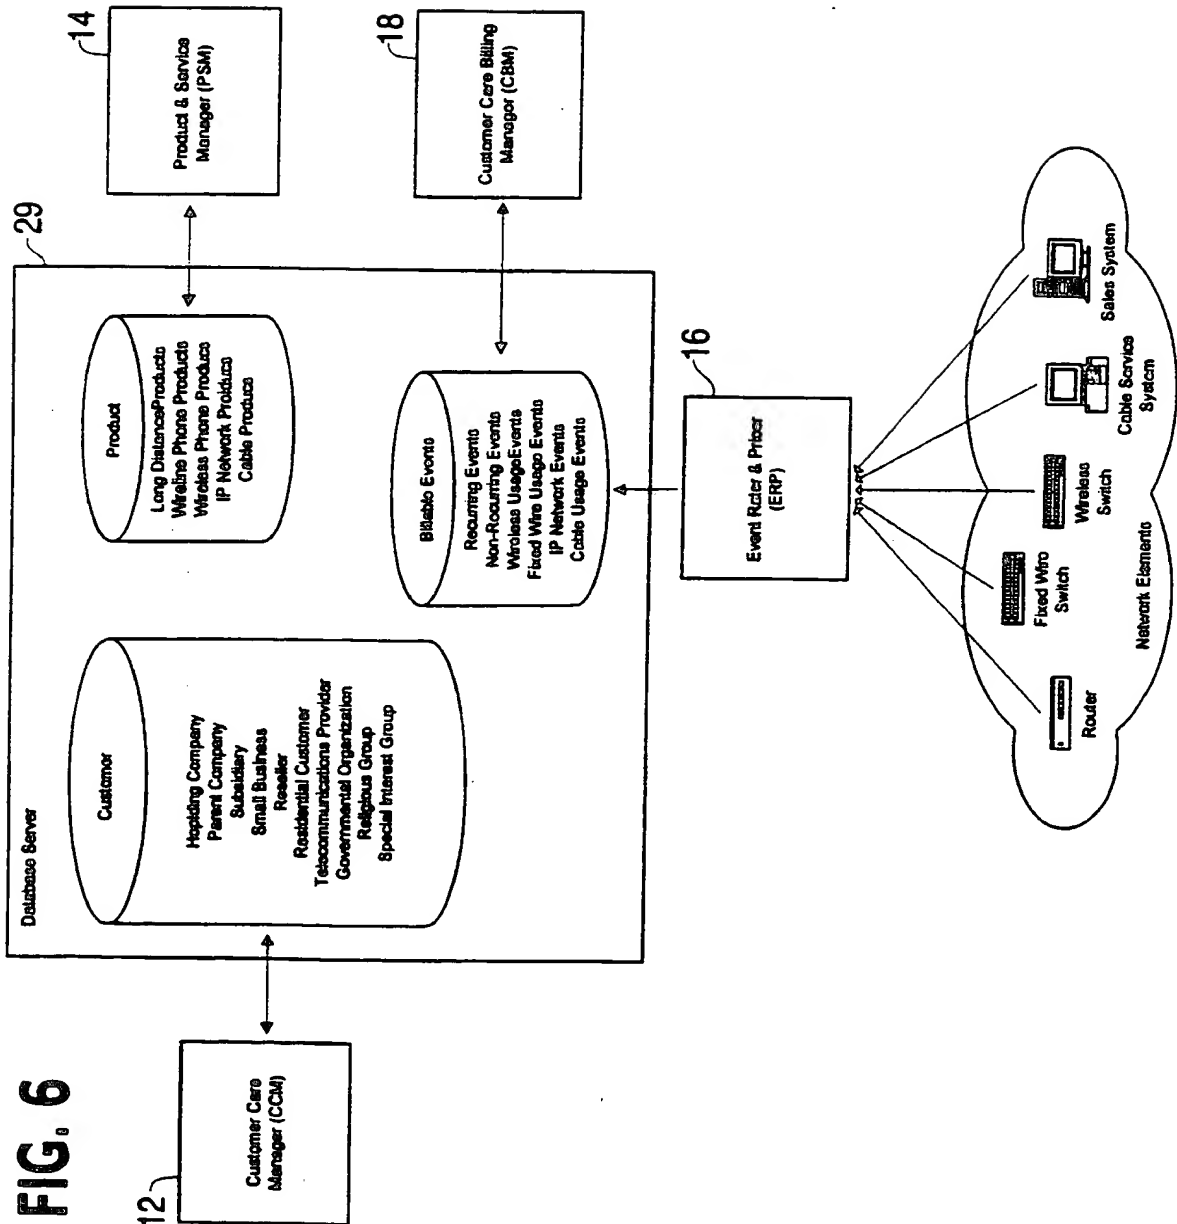 FIG. 6
12
Customer Care
Manager (CCM)
Database Server
29
Customer
Hoplding Company
Parent Company
Subsidiary
Small Business
Reseller
Residential Customer
Telecommunications Provider
Governmental Organization
Religious Group
Special Interest Group
Product
Long DistanceProducts
Wireline Phone Products
Wireless Phone Produces
IP Network Prolducs
Cable Producs
14
Product & Service
Manager (PSM)
Billable Events
Recurring Events
Non-Recurring Events
Wireless UsageEvents
Fixed Wire Usage Events
IP Network Events
Cable Usage Events
18
Customer Care Billing
Manager (CBM)
16
Event Rater & Pricer
(ERP)
Router
Fixed Wire
Switch
Wireless
Switch
Cable Service
System
Sales System
Network Elements